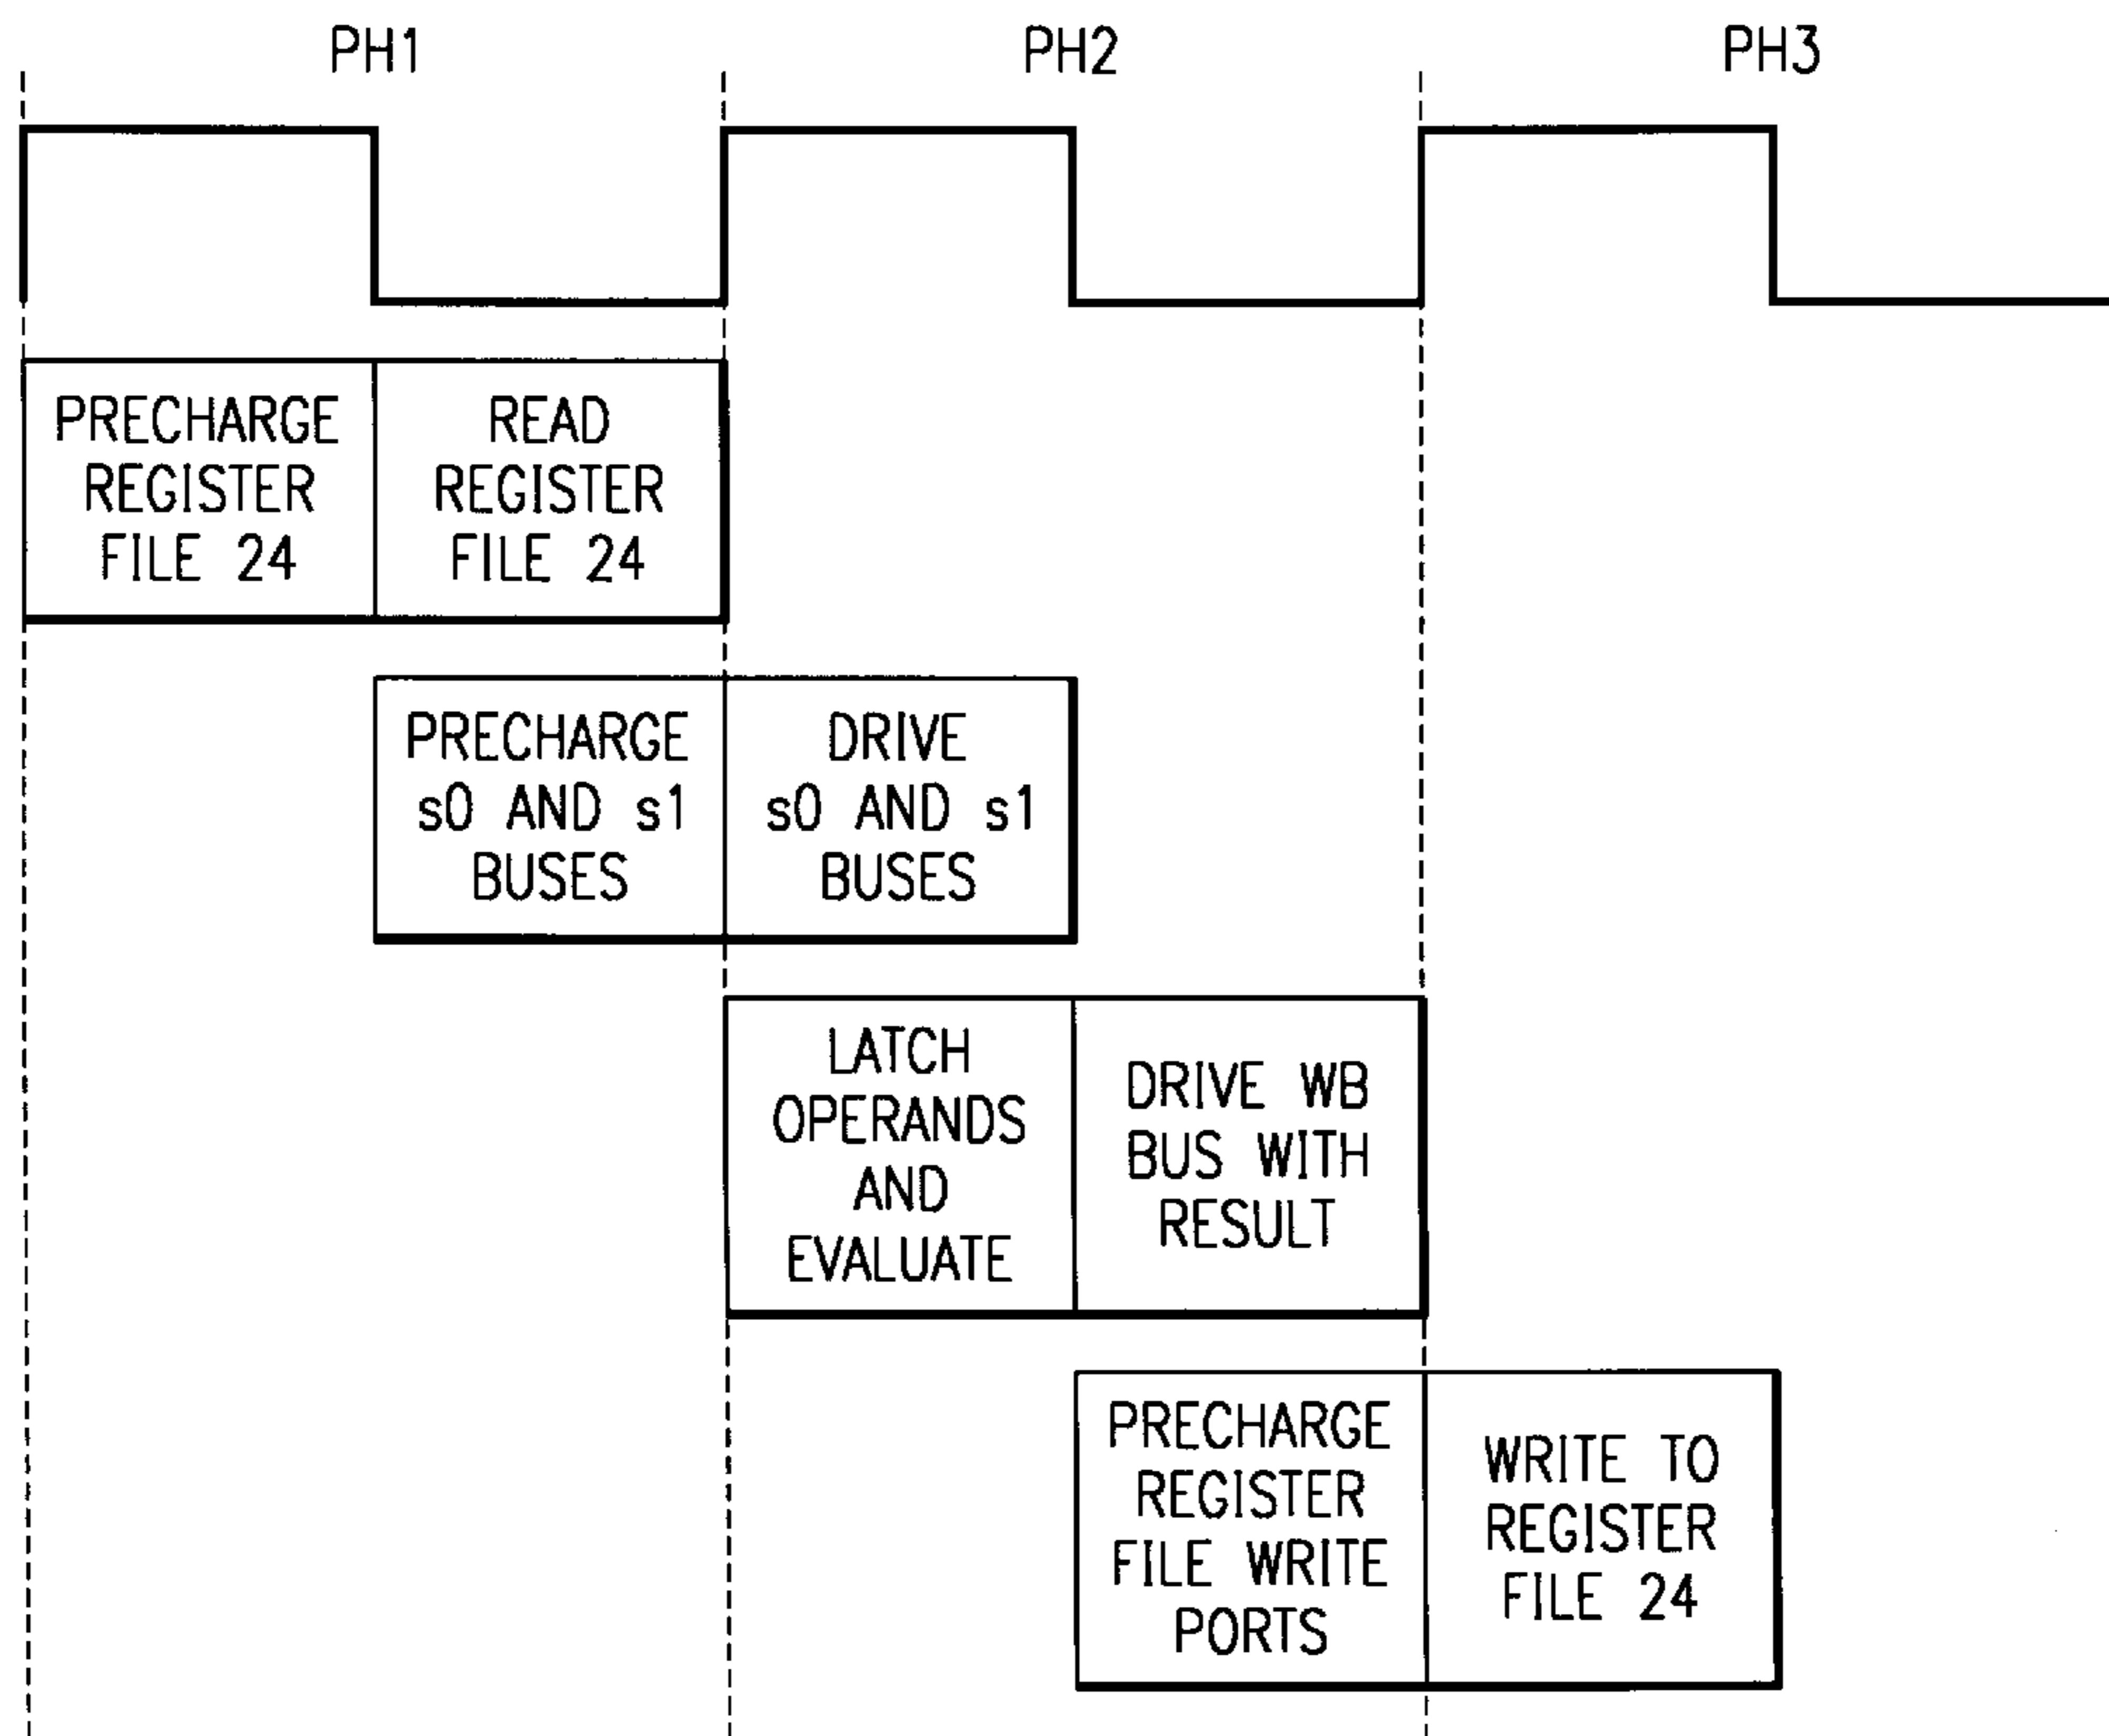 PH1
PH2
PH3
PRECHARGE
REGISTER
FILE 24
READ
REGISTER
FILE 24
PRECHARGE
s0 AND s1
BUSES
DRIVE
s0 AND s1
BUSES
LATCH
OPERANDS
AND
EVALUATE
DRIVE WB
BUS WITH
RESULT
PRECHARGE
REGISTER
FILE WRITE
PORTS
WRITE TO
REGISTER
FILE 24